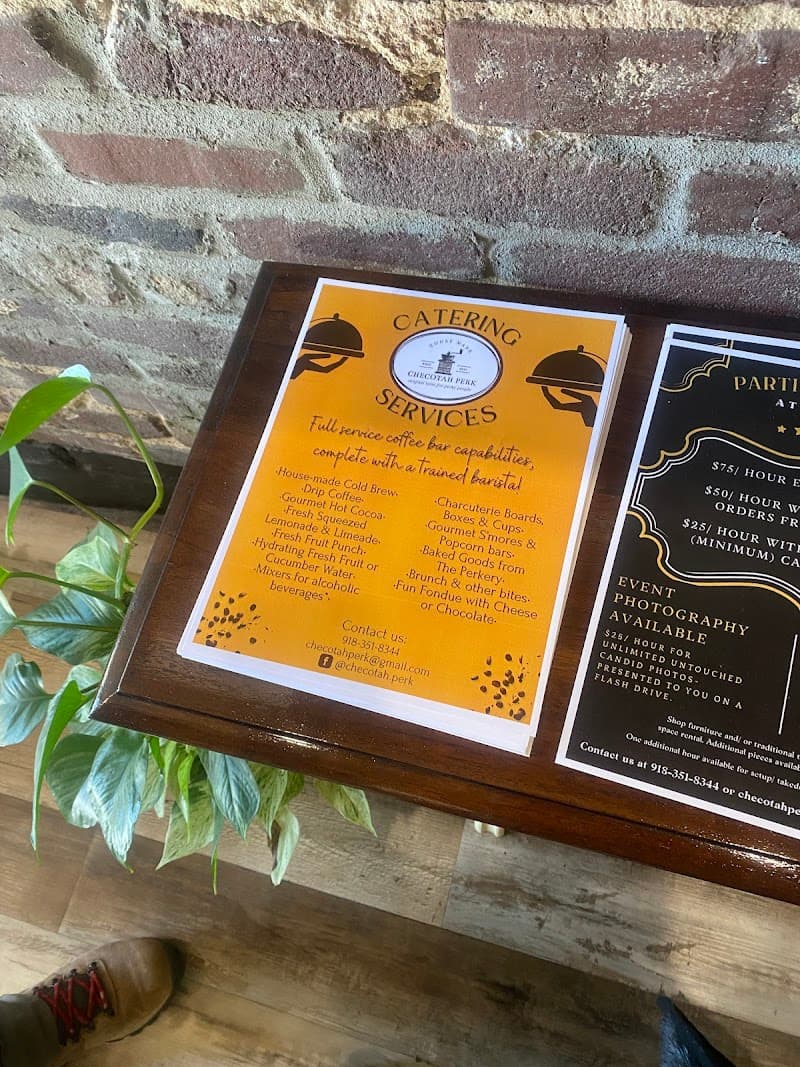 CATERING
HOUSE MADE
CHECOTAH PERK
SERVICES
Full service coffee bar capabilities,
complete with a trained barista!
·House-made Cold Brew·
·Drip Coffee·
·Gourmet Hot Cocoa·
·Fresh Squeezed
Lemonade & Limeade·
·Fresh Fruit Punch·
·Hydrating Fresh Fruit or
Cucumber Water·
·Mixers for alcoholic
beverages*·
·Charcuterie Boards,
Boxes & Cups·
·Gourmet S'mores &
Popcorn bars·
·Baked Goods from
The Perkery·
·Brunch & other bites·
·Fun Fondue with Cheese
or Chocolate·
Contact us:
918-351-8344
checotahperk@gmail.com
@checotah.perk
PARTI
AT
$75/ HOUR E
$50/ HOUR W
ORDERS FR
$25/ HOUR WITH
(MINIMUM) CA
EVENT
PHOTOGRAPHY
AVAILABLE
$25/ HOUR FOR
UNLIMITED UNTOUCHED
CANDID PHOTOS-
PRESENTED TO YOU ON A
FLASH DRIVE.
Shop furniture and/ or traditional t
space rental. Additional pieces availab
One additional hour available for setup/ taked
Contact us at 918-351-8344 or checotahpe